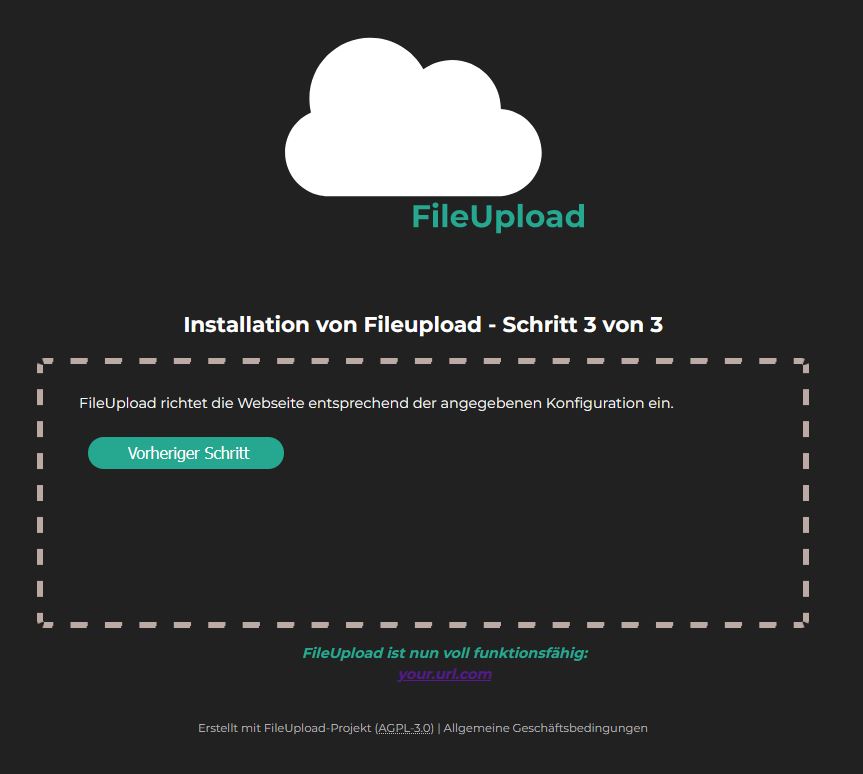 FileUpload
Installation von Fileupload - Schritt 3 von 3
FileUpload richtet die Webseite entsprechend der angegebenen Konfiguration ein.
Vorheriger Schritt
FileUpload ist nun voll funktionsfähig:
your.url.com
Erstellt mit FileUpload-Projekt (AGPL-3.0) | Allgemeine Geschäftsbedingungen